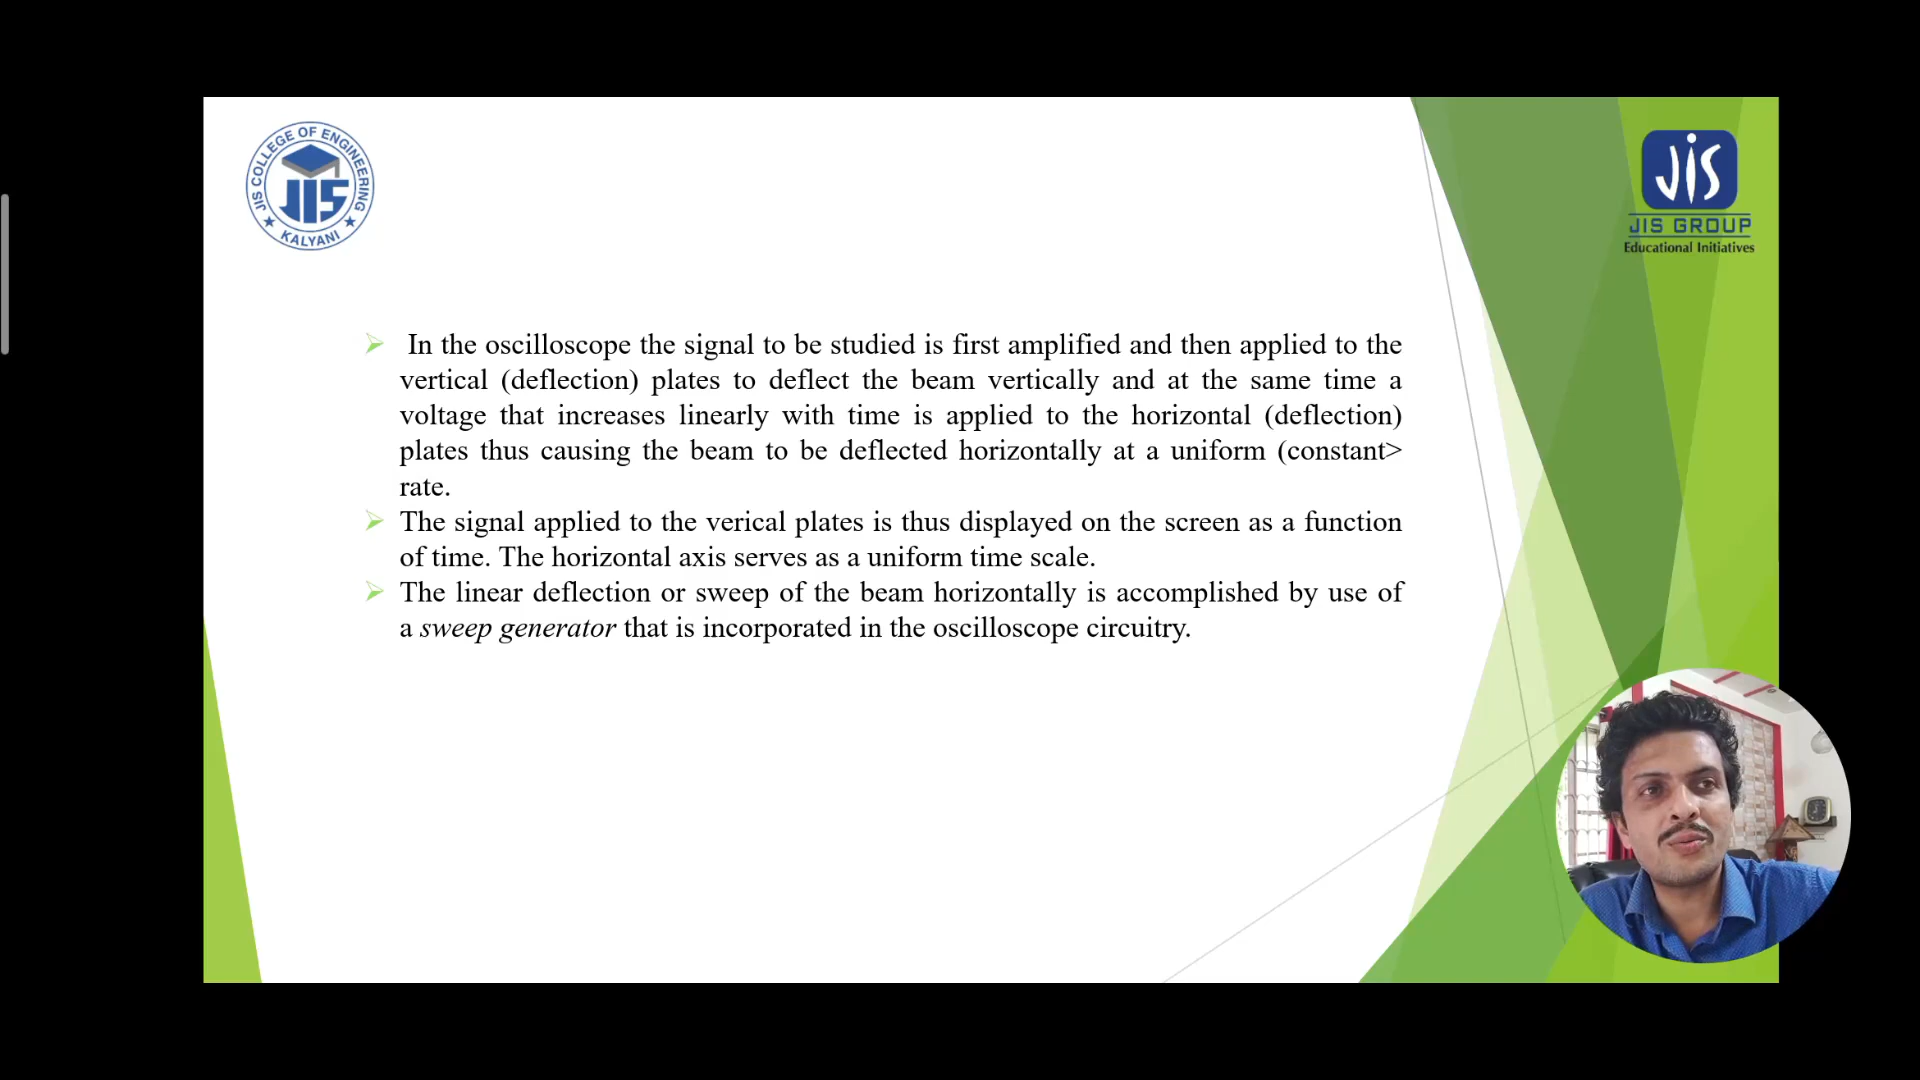 JIS COLLEGE OF ENGINEERING
JIS
KALYANI
JIS
JIS GROUP
Educational Initiatives
In the oscilloscope the signal to be studied is first amplified and then applied to the
vertical (deflection) plates to deflect the beam vertically and at the same time a
voltage that increases linearly with time is applied to the horizontal (deflection)
plates thus causing the beam to be deflected horizontally at a uniform (constant>
rate.
The signal applied to the verical plates is thus displayed on the screen as a function
of time. The horizontal axis serves as a uniform time scale.
The linear deflection or sweep of the beam horizontally is accomplished by use of
a sweep generator that is incorporated in the oscilloscope circuitry.